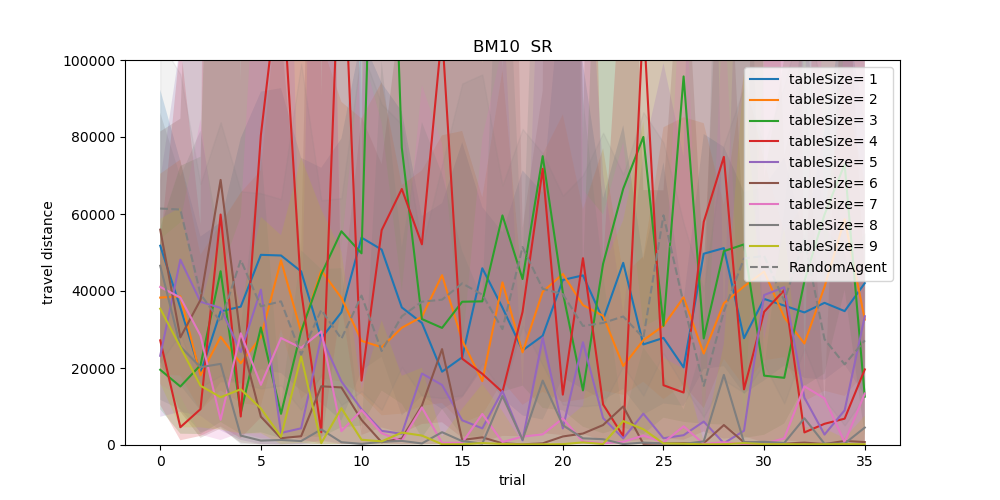 BM10 SR
100000
80000
60000
40000
20000
0
travel distance
0 5 10 15 20 25 30 35
trial
tableSize= 1
tableSize= 2
tableSize= 3
tableSize= 4
tableSize= 5
tableSize= 6
tableSize= 7
tableSize= 8
tableSize= 9
RandomAgent